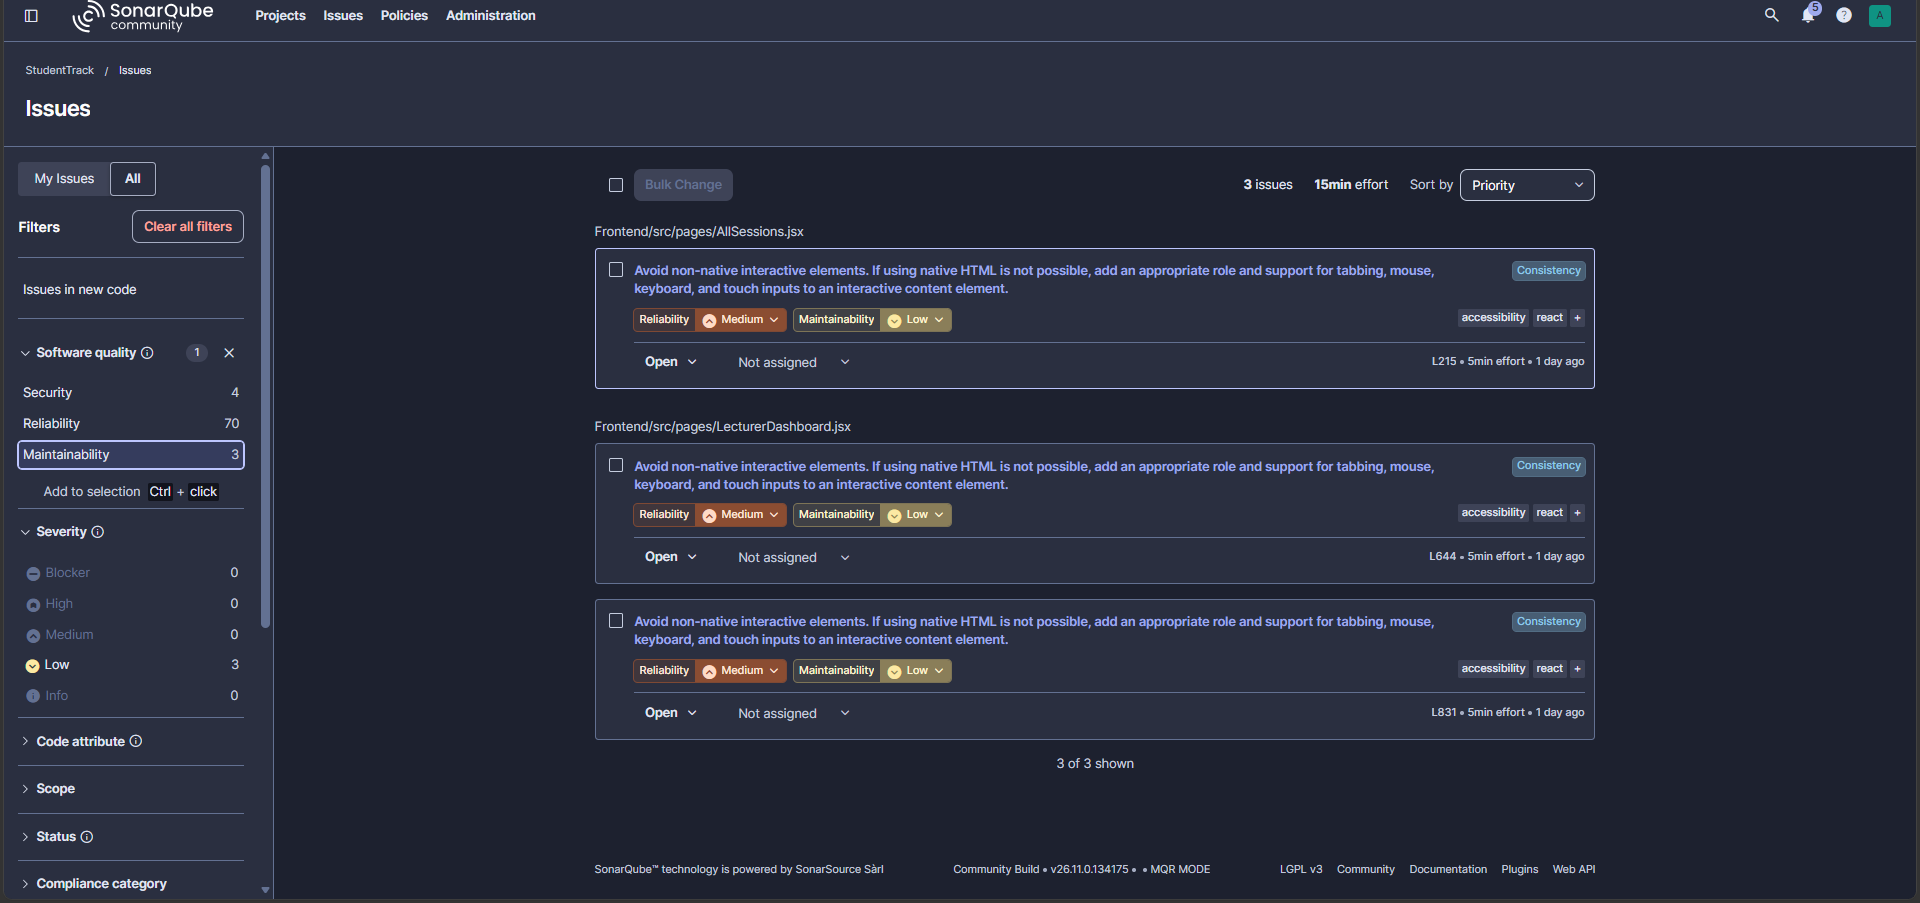 SonarQube
community
Projects Issues Policies Administration
5
?
A
StudentTrack / Issues
Issues
My Issues All
Filters Clear all filters
Issues in new code
Software quality 1
Security 4
Reliability 70
Maintainability 3
Add to selection Ctrl + click
Severity
Blocker 0
High 0
Medium 0
Low 3
Info 0
Code attribute
Scope
Status
Compliance category
Bulk Change 3 issues 15min effort Sort by Priority
Frontend/src/pages/AllSessions.jsx
Avoid non-native interactive elements. If using native HTML is not possible, add an appropriate role and support for tabbing, mouse, Consistency
keyboard, and touch inputs to an interactive content element.
Reliability Medium Maintainability Low accessibility react +
Open Not assigned L215 • 5min effort • 1 day ago
Frontend/src/pages/LecturerDashboard.jsx
Avoid non-native interactive elements. If using native HTML is not possible, add an appropriate role and support for tabbing, mouse, Consistency
keyboard, and touch inputs to an interactive content element.
Reliability Medium Maintainability Low accessibility react +
Open Not assigned L644 • 5min effort • 1 day ago
Avoid non-native interactive elements. If using native HTML is not possible, add an appropriate role and support for tabbing, mouse, Consistency
keyboard, and touch inputs to an interactive content element.
Reliability Medium Maintainability Low accessibility react +
Open Not assigned L831 • 5min effort • 1 day ago
3 of 3 shown
SonarQube™ technology is powered by SonarSource Sàrl Community Build • v26.11.0.134175 • • MQR MODE LGPL v3 Community Documentation Plugins Web API